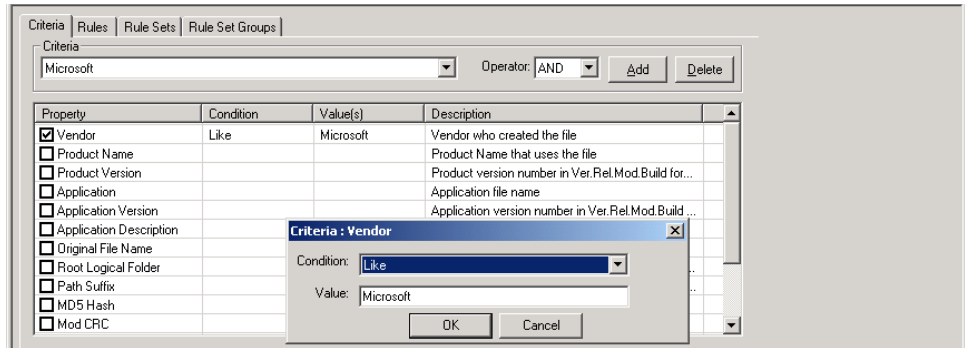 Criteria Rules Rule Sets Rule Set Groups
Criteria
Microsoft Operator: AND Add Delete
Property Condition Value(s) Description
Vendor Like Microsoft Vendor who created the file
Product Name Product Name that uses the file
Product Version Product version number in Ver.Rel.Mod.Build for...
Application Application file name
Application Version Application version number in Ver.Rel.Mod.Build ...
Application Description
Original File Name
Root Logical Folder
Path Suffix
MD5 Hash
Mod CRC
Criteria : Vendor
Condition: Like
Value: Microsoft
OK Cancel